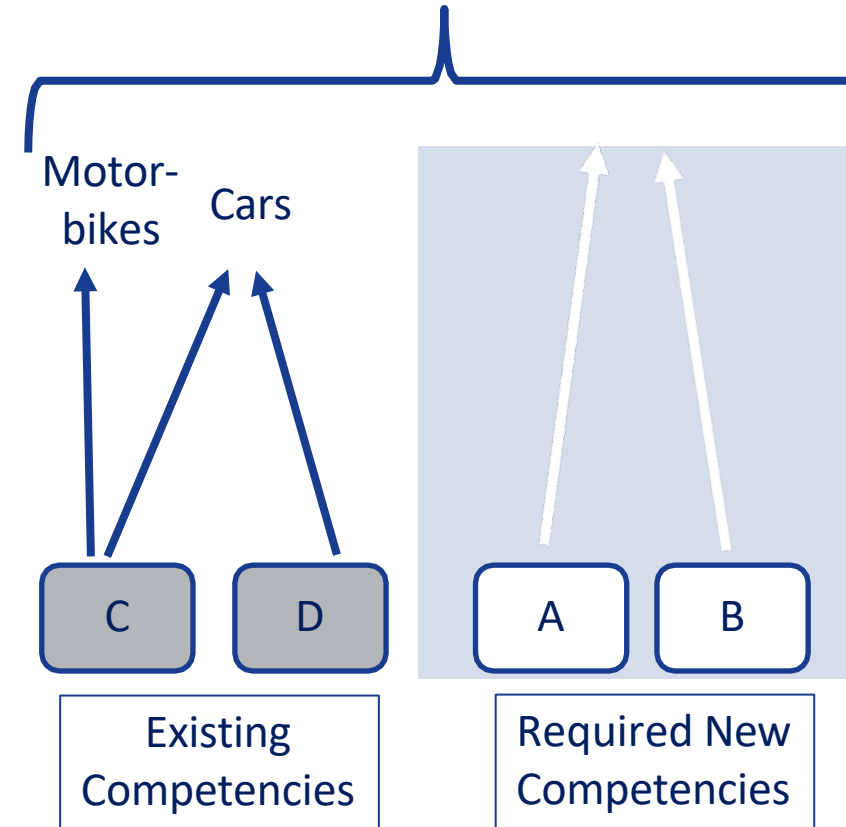 Motor-
bikes
Cars
C
D
A
B
Existing
Competencies
Required New
Competencies